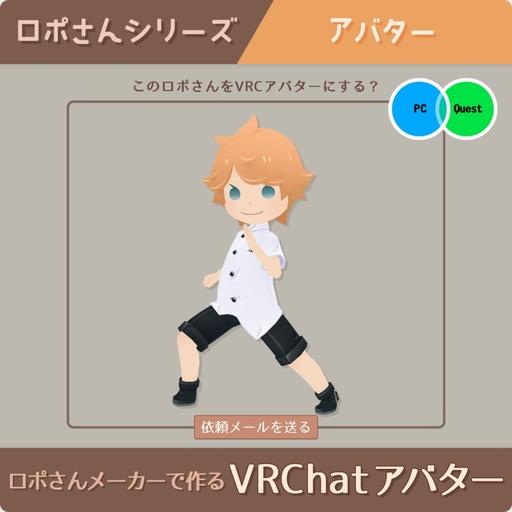 ロポさんシリーズ
アバター
このロポさんをVRCアバターにする？
PC
Quest
依頼メールを送る
ロポさんメーカーで作る VRChatアバター